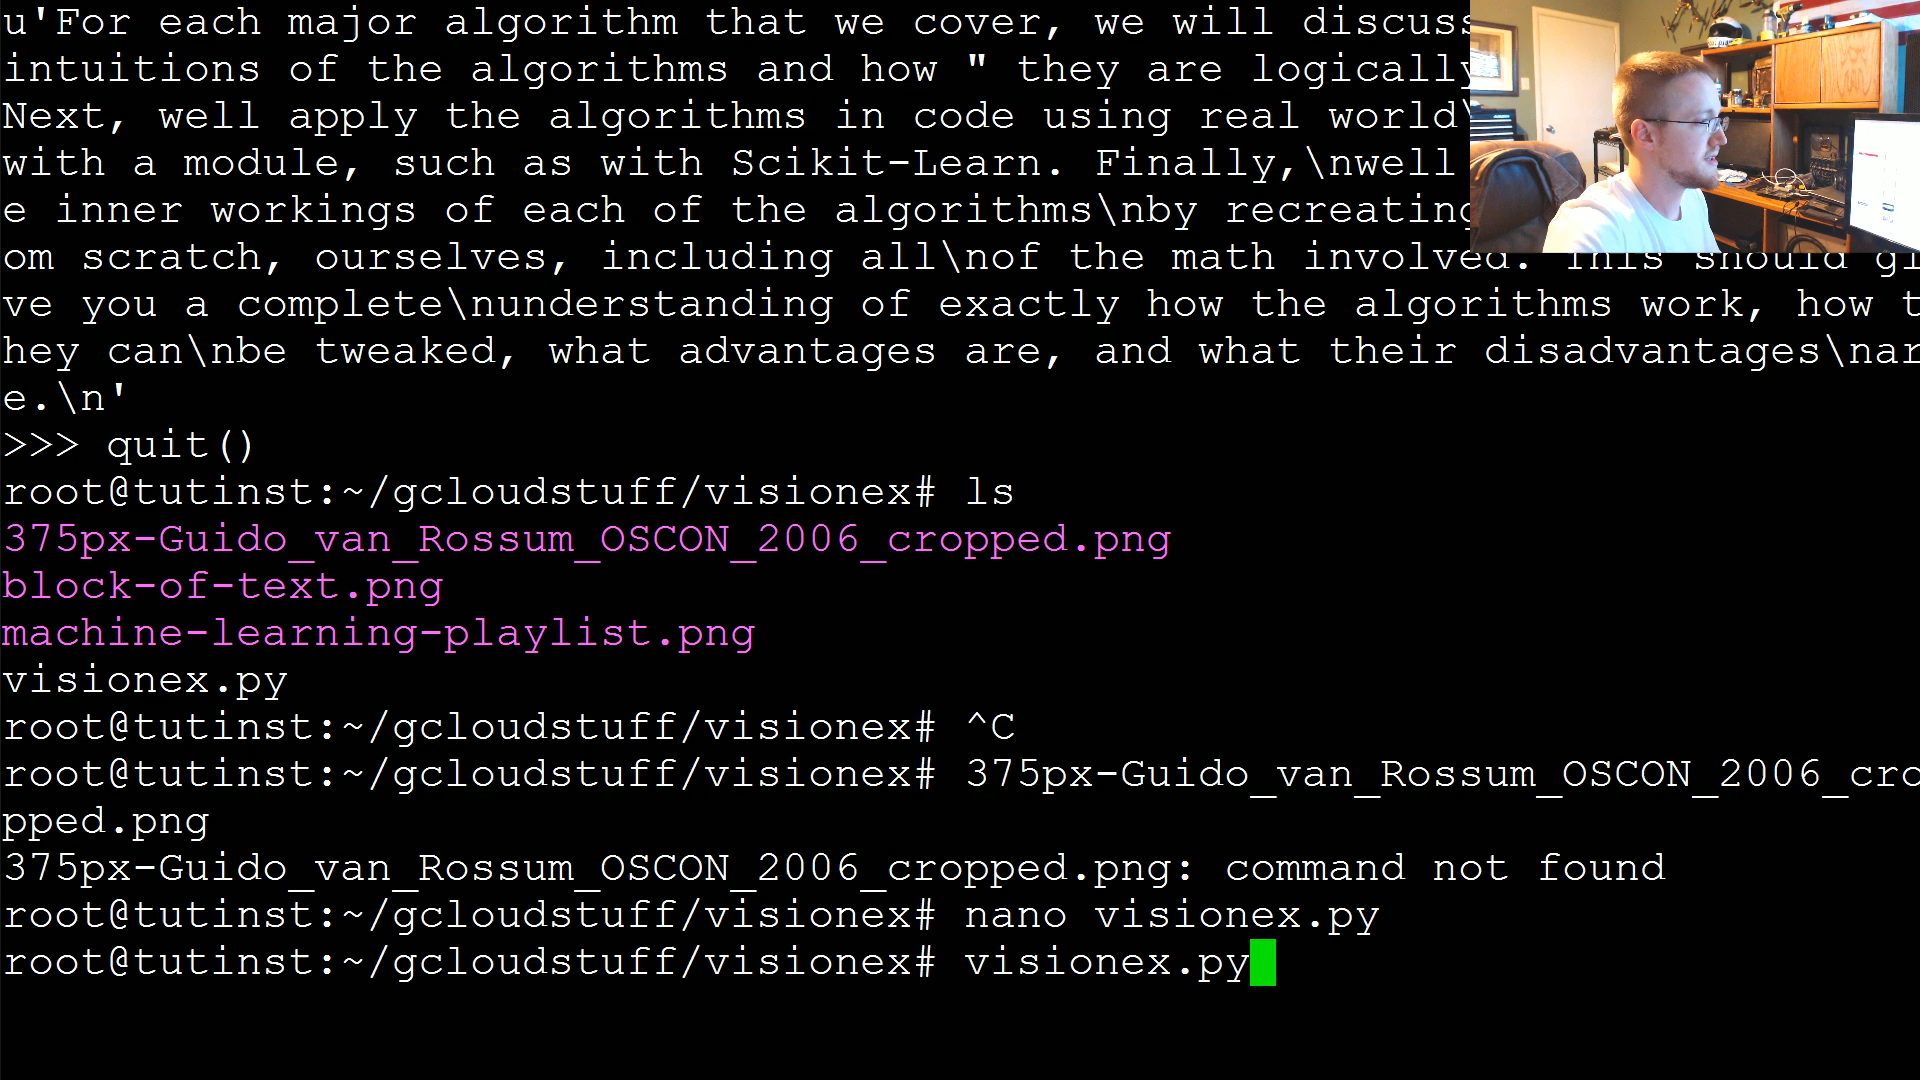 u'For each major algorithm that we cover, we will discuss
intuitions of the algorithms and how " they are logically
Next, well apply the algorithms in code using real world\
with a module, such as with Scikit-Learn. Finally,\nwell
e inner workings of each of the algorithms\nby recreating
om scratch, ourselves, including all\nof the math involved. This should gi
ve you a complete\nunderstanding of exactly how the algorithms work, how t
hey can\nbe tweaked, what advantages are, and what their disadvantages\nar
e.\n'
>>> quit()
root@tutinst:~/gcloudstuff/visionex# ls
375px-Guido_van_Rossum_OSCON_2006_cropped.png
block-of-text.png
machine-learning-playlist.png
visionex.py
root@tutinst:~/gcloudstuff/visionex# ^C
root@tutinst:~/gcloudstuff/visionex# 375px-Guido_van_Rossum_OSCON_2006_cro
pped.png
375px-Guido_van_Rossum_OSCON_2006_cropped.png: command not found
root@tutinst:~/gcloudstuff/visionex# nano visionex.py
root@tutinst:~/gcloudstuff/visionex# visionex.py